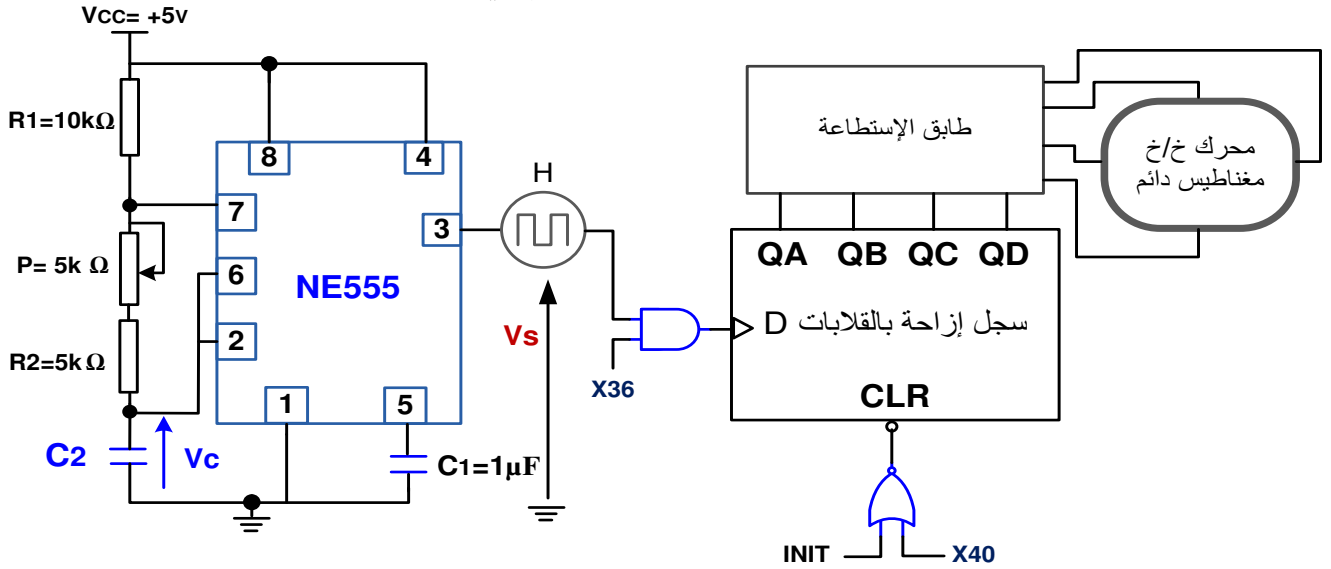 VCC= +5V
R1=10kΩ
P= 5k Ω
R2=5kΩ
C2
Vc
8
4
7
3
6
NE555
2
1
5
C1=1µF
H
Vs
X36
طابق الإستطاعة
محرك خ/خ
مغناطيس دائم
QA QB QC QD
سجل إزاحة بالقلابات D
CLR
INIT
X40